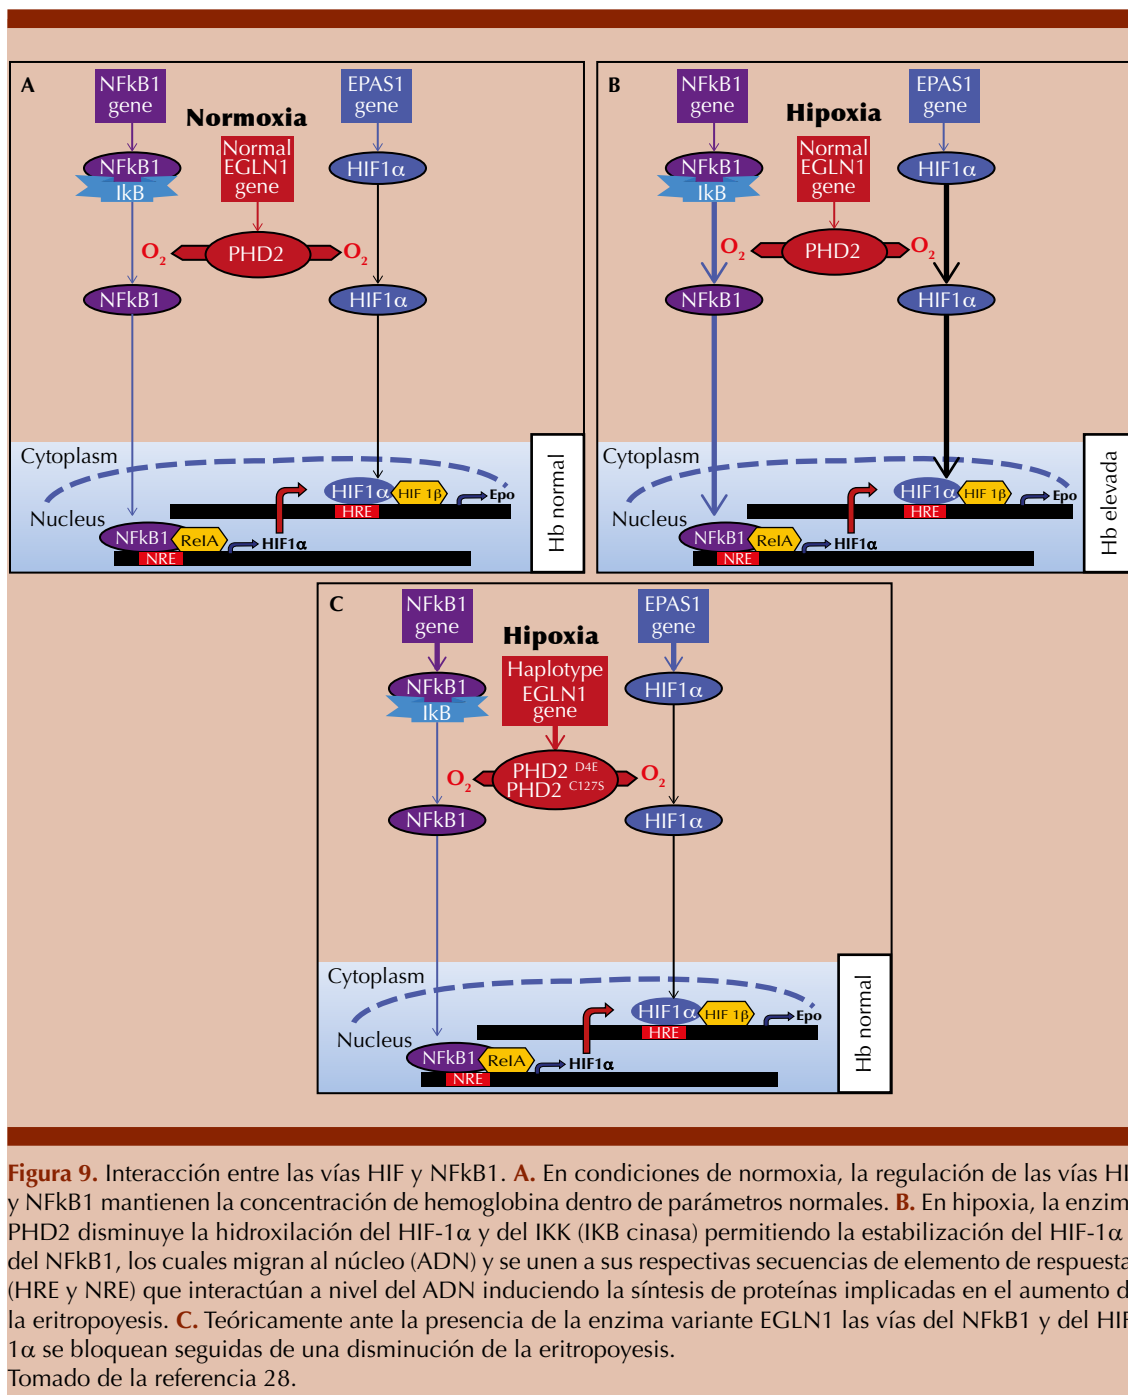 A
NFkB1
gene
EPAS1
gene
Normoxia
Normal
EGLN1
gene
NFkB1
IkB
HIF1α
O2
PHD2
O2
NFkB1
HIF1α
Cytoplasm
Nucleus
HIF1α
HIF 1β
Epo
HRE
NFkB1
RelA
HIF1α
NRE
Hb normal
B
NFkB1
gene
EPAS1
gene
Hipoxia
Normal
EGLN1
gene
NFkB1
IkB
HIF1α
O2
PHD2
O2
NFkB1
HIF1α
Cytoplasm
Nucleus
HIF1α
HIF 1β
Epo
HRE
NFkB1
RelA
HIF1α
NRE
Hb elevada
C
NFkB1
gene
EPAS1
gene
Hipoxia
Haplotype
EGLN1
gene
NFkB1
IkB
HIF1α
O2
PHD2 D4E
PHD2 C127S
O2
NFkB1
HIF1α
Cytoplasm
Nucleus
HIF1α
HIF 1β
Epo
HRE
NFkB1
RelA
HIF1α
NRE
Hb normal
Figura 9. Interacción entre las vías HIF y NFkB1. A. En condiciones de normoxia, la regulación de las vías HI
y NFkB1 mantienen la concentración de hemoglobina dentro de parámetros normales. B. En hipoxia, la enzim
PHD2 disminuye la hidroxilación del HIF-1α y del IKK (IKB cinasa) permitiendo la estabilización del HIF-1α
del NFkB1, los cuales migran al núcleo (ADN) y se unen a sus respectivas secuencias de elemento de respuesta
(HRE y NRE) que interactúan a nivel del ADN induciendo la síntesis de proteínas implicadas en el aumento d
la eritropoyesis. C. Teóricamente ante la presencia de la enzima variante EGLN1 las vías del NFkB1 y del HIF
1α se bloquean seguidas de una disminución de la eritropoyesis.
Tomado de la referencia 28.